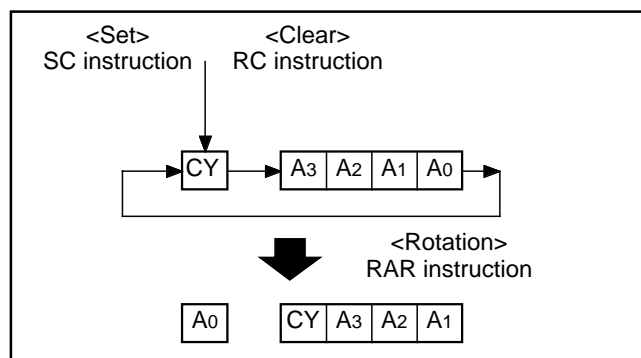 <Set> <Clear>
SC instruction RC instruction
CY A3 A2 A1 A0
<Rotation>
RAR instruction
A0 CY A3 A2 A1